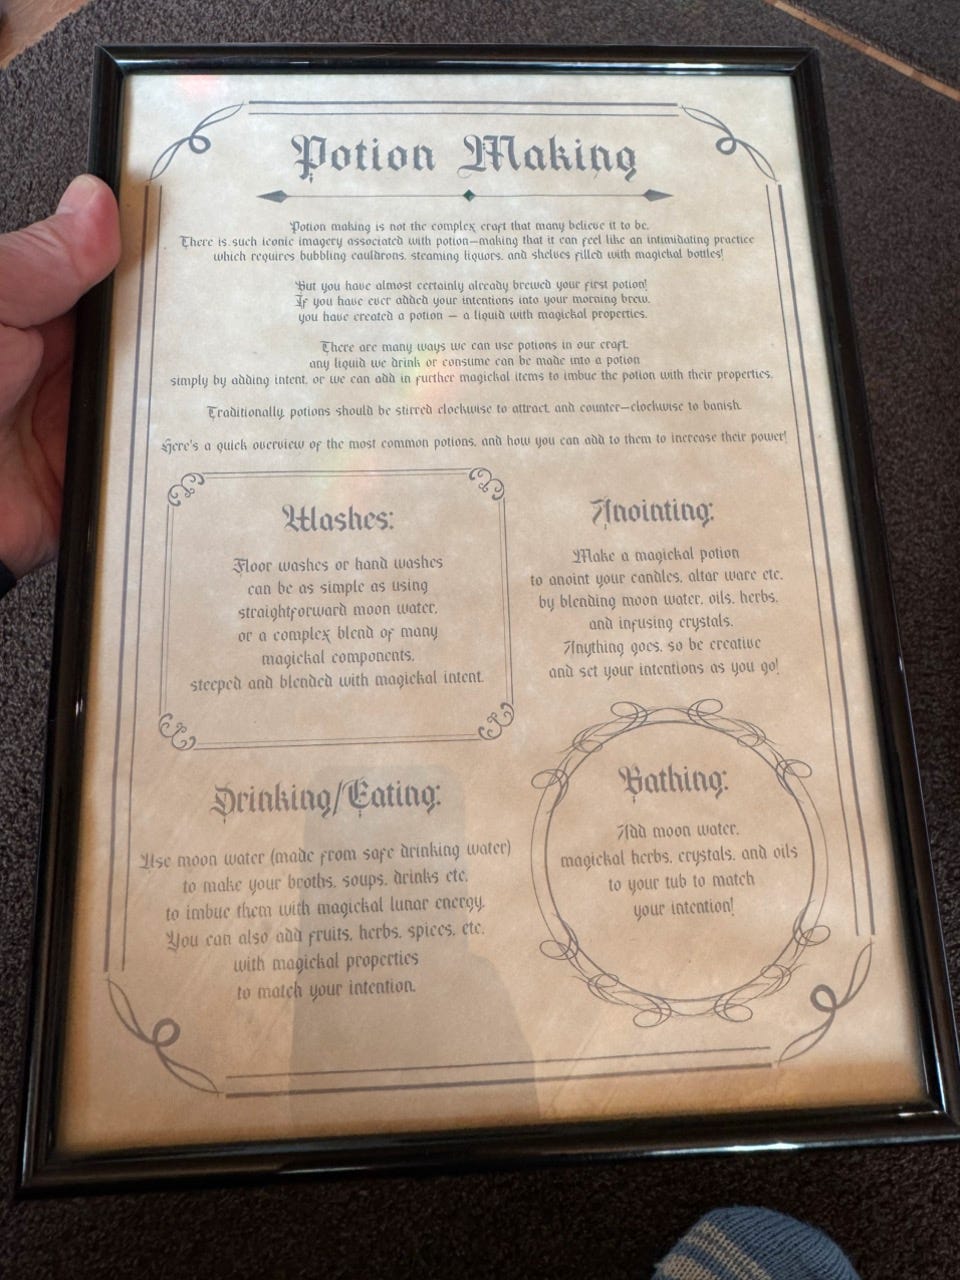 Potion Making
Potion making is not the complex craft that many believe it to be.
There is such iconic imagery associated with potion-making that it can feel like an intimidating practice
which requires bubbling cauldrons, steaming liquors, and shelves filled with magickal bottles!
But you have almost certainly already brewed your first potion!
If you have ever added your intentions into your morning brew,
you have created a potion – a liquid with magickal properties.
There are many ways we can use potions in our craft,
any liquid we drink or consume can be made into a potion
simply by adding intent, or we can add in further magickal items to imbue the potion with their properties.
Traditionally, potions should be stirred clockwise to attract, and counter-clockwise to banish.
Here's a quick overview of the most common potions, and how you can add to them to increase their power!
Washes:
Floor washes or hand washes
can be as simple as using
straightforward moon water,
or a complex blend of many
magickal components,
steeped and blended with magickal intent.
Anointing:
Make a magickal potion
to anoint your candles, altar ware etc.
by blending moon water, oils, herbs,
and infusing crystals.
Anything goes, so be creative
and set your intentions as you go!
Drinking/Eating:
Use moon water (made from safe drinking water)
to make your broths, soups, drinks etc.
to imbue them with magickal lunar energy.
You can also add fruits, herbs, spices, etc.
with magickal properties
to match your intention.
Bathing:
Add moon water,
magickal herbs, crystals, and oils
to your tub to match
your intention!